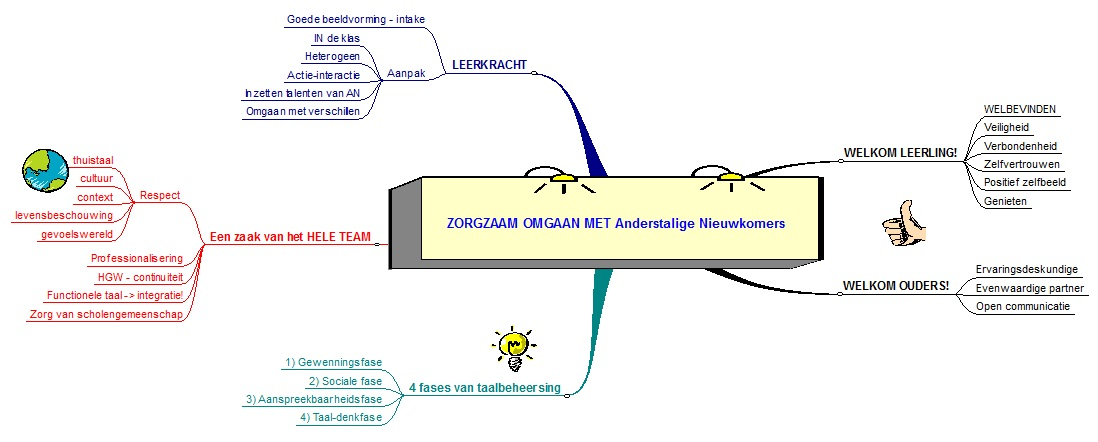 Goede beeldvorming - intake
IN de klas
Heterogeen
Actie-interactie
Inzetten talenten van AN
Omgaan met verschillen
Aanpak
LEERKRACHT
WELKOM LEERLING!
WELBEVINDEN
Veiligheid
Verbondenheid
Zelfvertrouwen
Positief zelfbeeld
Genieten
ZORGZAAM OMGAAN MET Anderstalige Nieuwkomers
thuistaal
cultuur
context
levensbeschouwing
gevoelswereld
Respect
Een zaak van het HELE TEAM
Professionalisering
HGW - continuïteit
Functionele taal -> integratie!
Zorg van scholengemeenschap
WELKOM OUDERS!
Ervaringsdeskundige
Evenwaardige partner
Open communicatie
1) Gewenningsfase
2) Sociale fase
3) Aanspreekbaarheidsfase
4) Taal-denkfase
4 fases van taalbeheersing